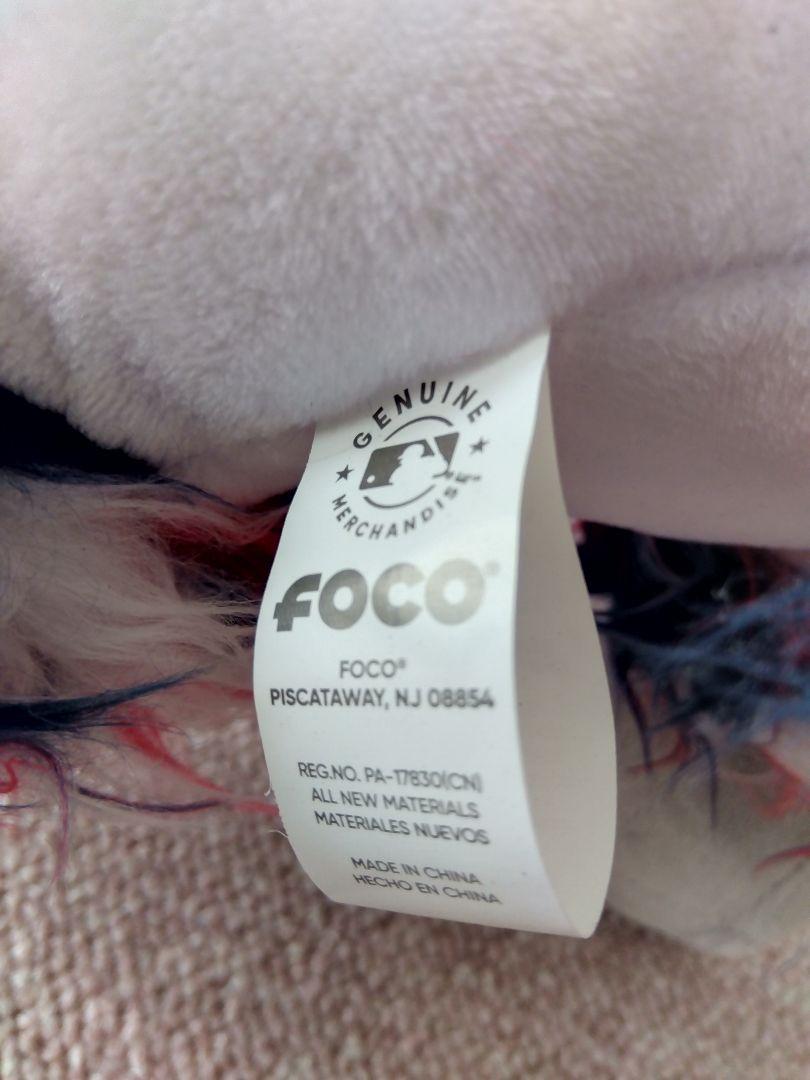 GENUINE
MERCHANDISE
FOCO®
FOCO®
PISCATAWAY, NJ 08854
REG.NO. PA-17830(CN)
ALL NEW MATERIALS
MATERIALES NUEVOS
MADE IN CHINA
HECHO EN CHINA